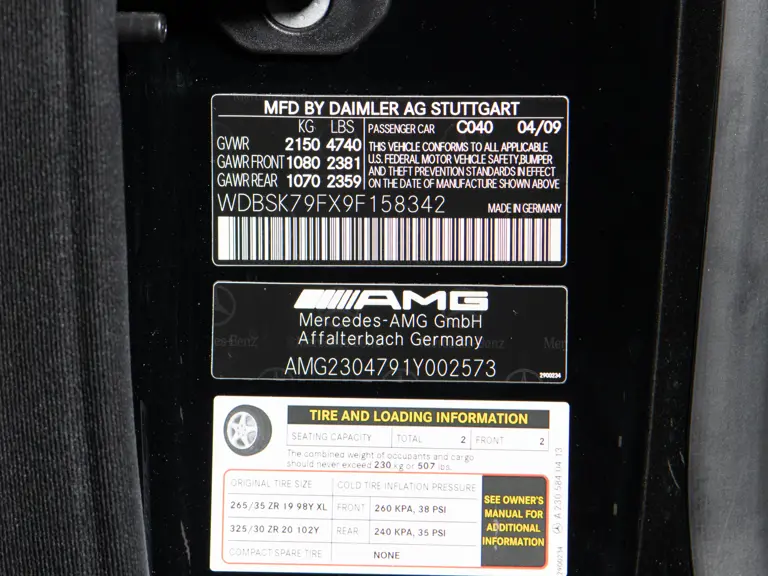 MFD BY DAIMLER AG STUTTGART
KG LBS PASSENGER CAR C040 04/09
GVWR 2150 4740 THIS VEHICLE CONFORMS TO ALL APPLICABLE
GAWR FRONT 1080 2381 U.S. FEDERAL MOTOR VEHICLE SAFETY, BUMPER
AND THEFT PREVENTION STANDARDS IN EFFECT
GAWR REAR 1070 2359 ON THE DATE OF MANUFACTURE SHOWN ABOVE
WDBSK79FX9F158342 MADE IN GERMANY
AMG
Mercedes-AMG GmbH
Affalterbach Germany
AMG2304791Y002573 2900234
TIRE AND LOADING INFORMATION
SEATING CAPACITY TOTAL 2 FRONT 2
The combined weight of occupants and cargo
should never exceed 230 kg or 507 lbs.
ORIGINAL TIRE SIZE COLD TIRE INFLATION PRESSURE
265/35 ZR 19 98Y XL FRONT 260 KPA, 38 PSI
325/30 ZR 20 102Y REAR 240 KPA, 35 PSI
COMPACT SPARE TIRE NONE
SEE OWNER'S
MANUAL FOR
ADDITIONAL
INFORMATION
2900234 A 230 584 04 13